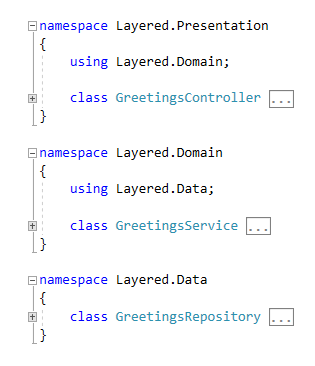 namespace Layered.Presentation
{
using Layered.Domain;
class GreetingsController ...
}
namespace Layered.Domain
{
using Layered.Data;
class GreetingsService ...
}
namespace Layered.Data
{
class GreetingsRepository ...
}